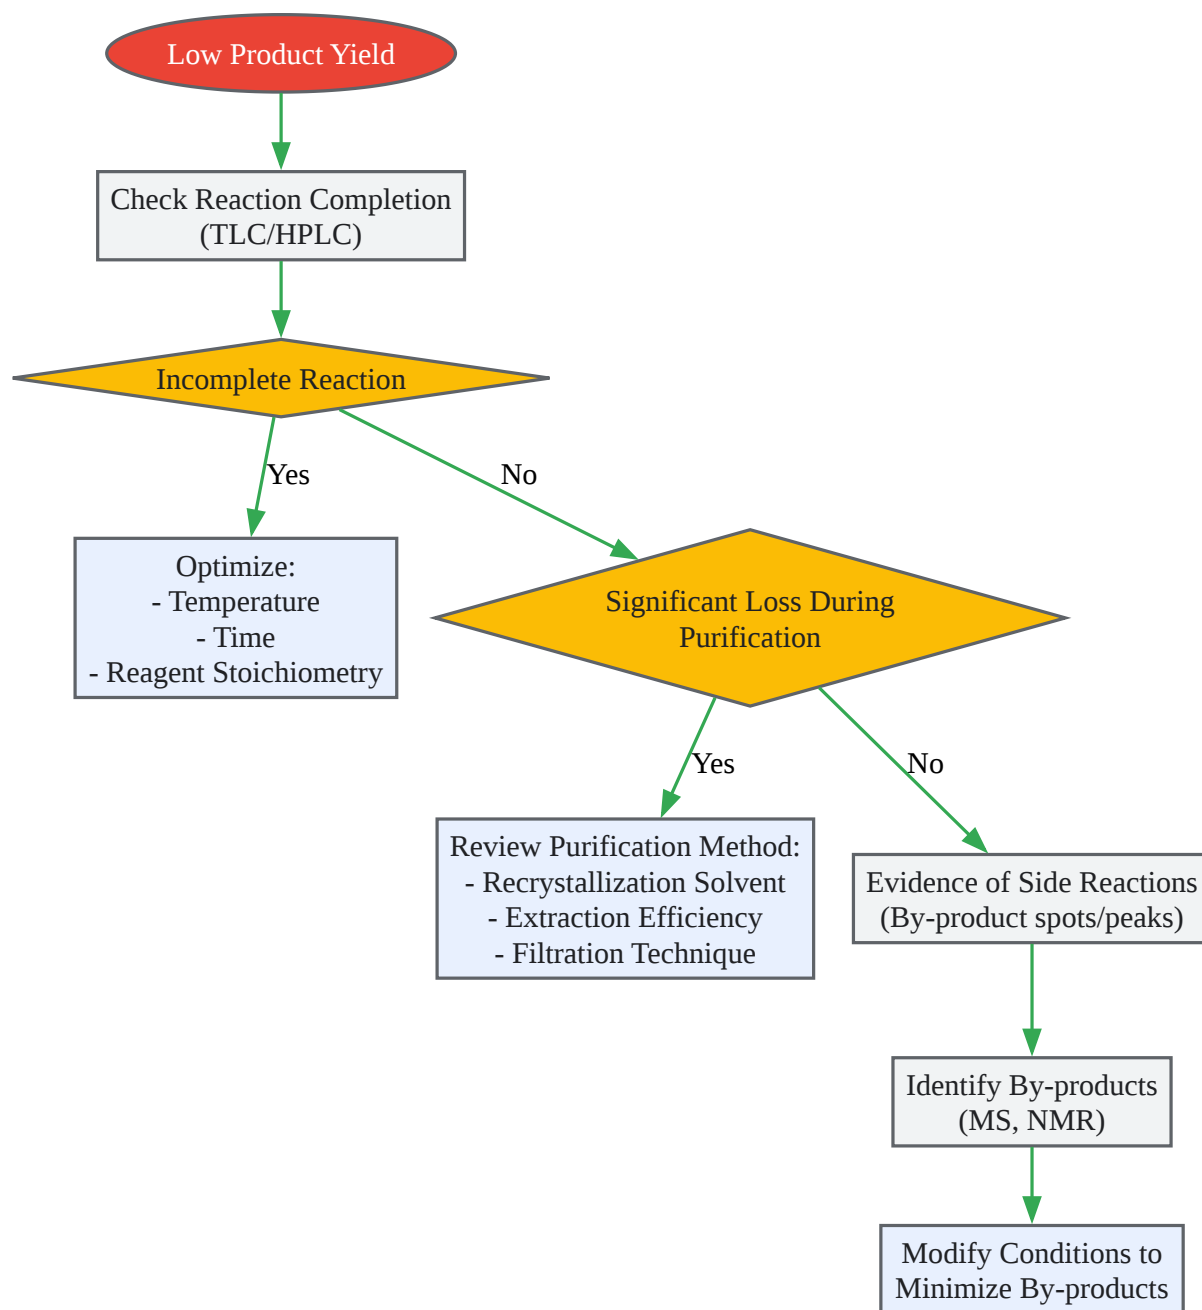 Low Product Yield
Check Reaction Completion
(TLC/HPLC)
Incomplete Reaction
Yes
No
Optimize:
- Temperature
- Time
- Reagent Stoichiometry
Significant Loss During
Purification
Yes
No
Review Purification Method:
- Recrystallization Solvent
- Extraction Efficiency
- Filtration Technique
Evidence of Side Reactions
(By-product spots/peaks)
Identify By-products
(MS, NMR)
Modify Conditions to
Minimize By-products